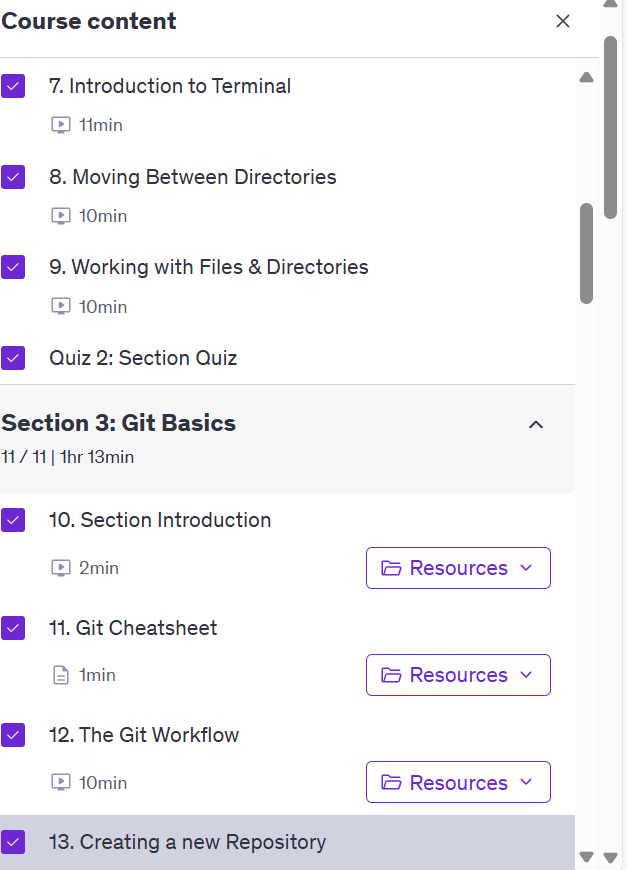 Course content
7. Introduction to Terminal
11min
8. Moving Between Directories
10min
9. Working with Files & Directories
10min
Quiz 2: Section Quiz
Section 3: Git Basics
11 / 11 | 1hr 13min
10. Section Introduction
2min
Resources
11. Git Cheatsheet
1min
Resources
12. The Git Workflow
10min
Resources
13. Creating a new Repository